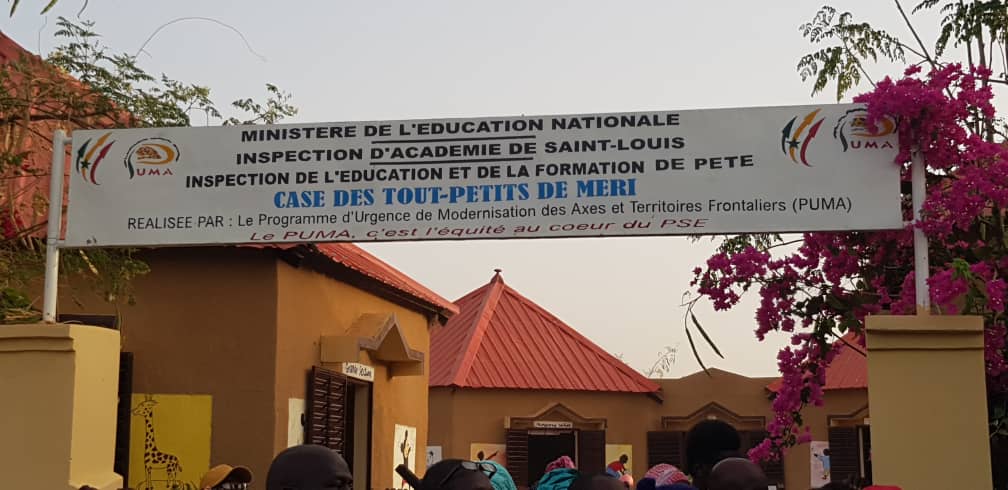 MINISTERE DE L'EDUCATION NATIONALE
INSPECTION D'ACADEMIE DE SAINT-LOUIS
INSPECTION DE L'EDUCATION ET DE LA FORMATION DE PETE
CASE DES TOUT-PETITS DE MERI
REALISEE PAR : Le Programme d'Urgence de Modernisation des Axes et Territoires Frontaliers (PUMA)
Le PUMA, c'est l'équité au coeur du PSE
PUMA
PUMA